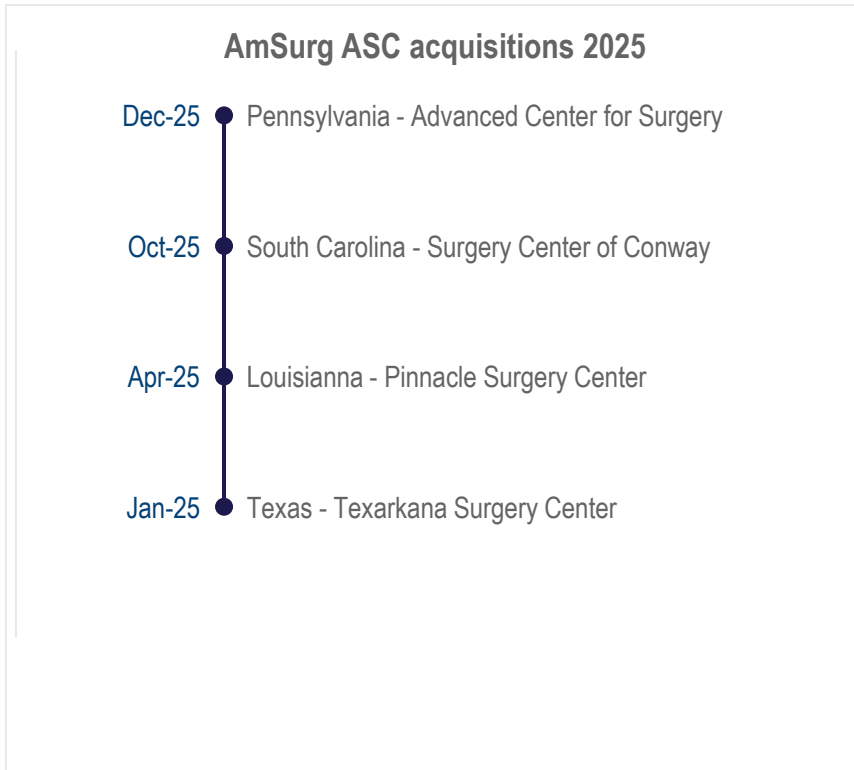 AmSurg ASC acquisitions 2025
Dec-25 Pennsylvania - Advanced Center for Surgery
Oct-25 South Carolina - Surgery Center of Conway
Apr-25 Louisianna - Pinnacle Surgery Center
Jan-25 Texas - Texarkana Surgery Center